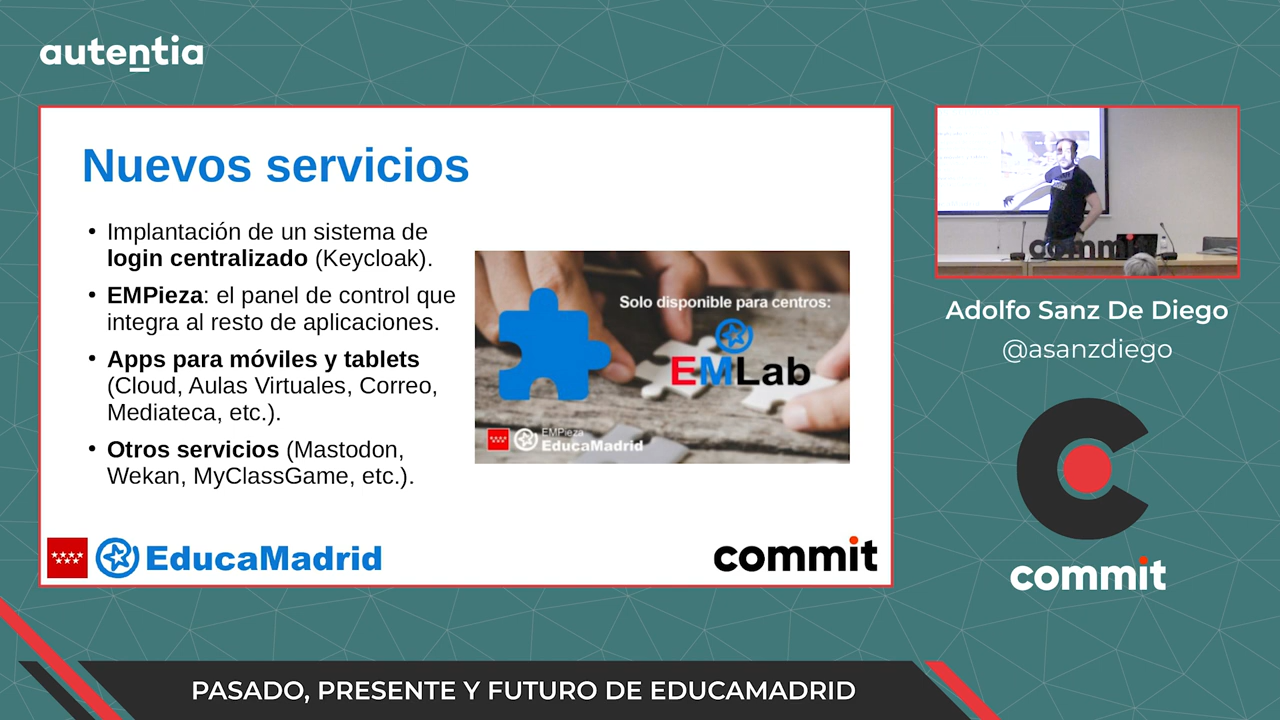 autentia
Nuevos servicios
• Implantación de un sistema de
login centralizado (Keycloak).
• EMPieza: el panel de control que
integra al resto de aplicaciones.
• Apps para móviles y tablets
(Cloud, Aulas Virtuales, Correo,
Mediateca, etc.).
• Otros servicios (Mastodon,
Wekan, MyClassGame, etc.).
Solo disponible para centros:
EMLab
EMPieza
EducaMadrid
EducaMadrid
commit
commit
Adolfo Sanz De Diego
@asanzdiego
commit
PASADO, PRESENTE Y FUTURO DE EDUCAMADRID